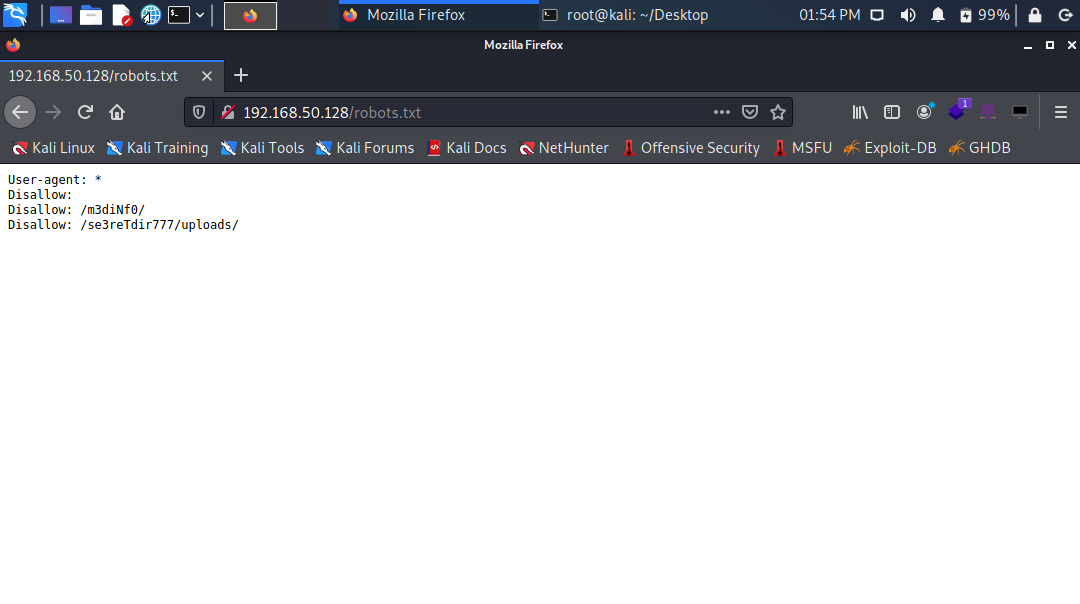 Mozilla Firefox
root@kali: ~/Desktop
01:54 PM
99%
Mozilla Firefox
192.168.50.128/robots.txt
192.168.50.128/robots.txt
1
Kali Linux
Kali Training
Kali Tools
Kali Forums
Kali Docs
NetHunter
Offensive Security
MSFU
Exploit-DB
GHDB
User-agent: *
Disallow:
Disallow: /m3diNf0/
Disallow: /se3reTdir777/uploads/